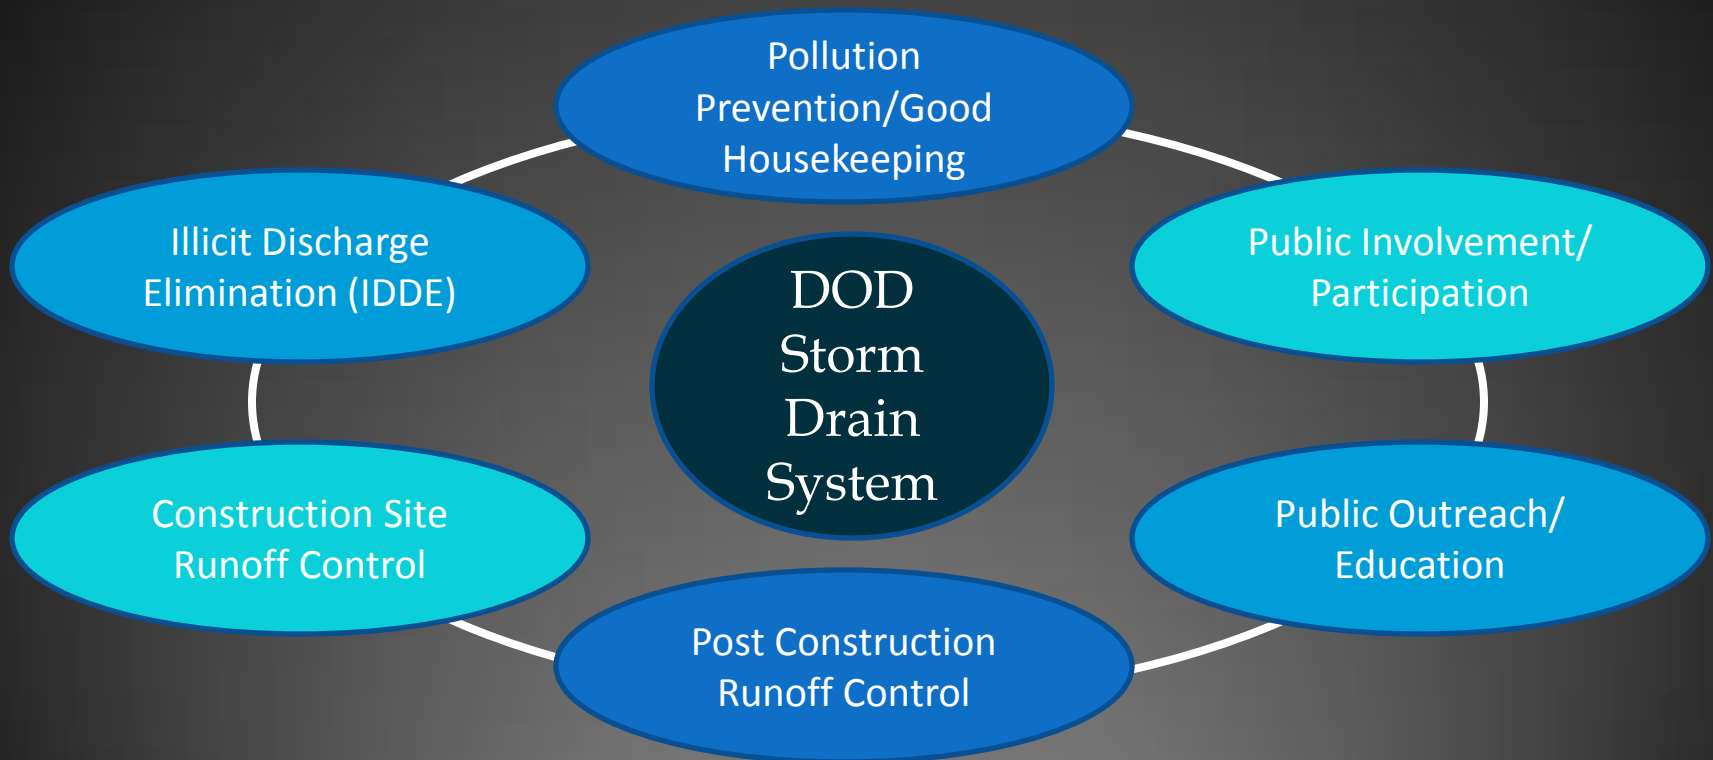 Pollution
Prevention/Good
Housekeeping
Illicit Discharge
Elimination (IDDE)
Public Involvement/
Participation
DOD
Storm
Drain
System
Construction Site
Runoff Control
Public Outreach/
Education
Post Construction
Runoff Control